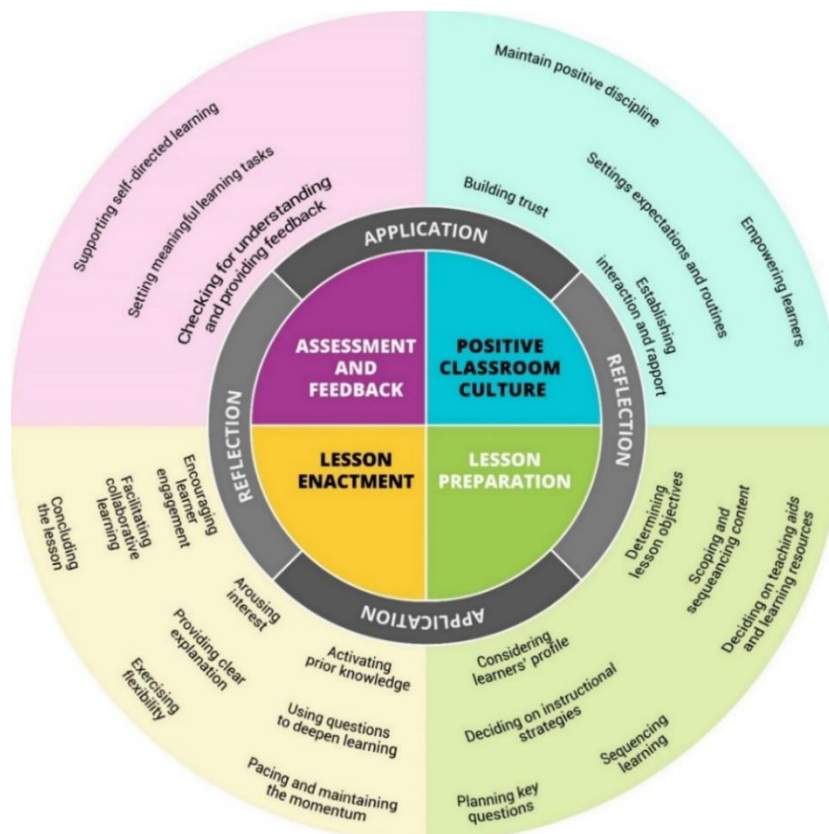 Supporting self-directed learning
Setting meaningful learning tasks
Checking for understanding
and providing feedback
Maintain positive discipline
Settings expectations and routines
Building trust
Empowering learners
Establishing
interaction and rapport
APPLICATION
REFLECTION
REFLECTION
APPLICATION
ASSESSMENT
AND
FEEDBACK
POSITIVE
CLASSROOM
CULTURE
LESSON
ENACTMENT
LESSON
PREPARATION
Encouraging
learner
engagement
Facilitating
collaborative
learning
Concluding
the lesson
Arousing
interest
Providing clear
explanation
Exercising
flexibility
Activating
prior knowledge
Using questions
to deepen learning
Pacing and maintaining
the momentum
Determining
lesson objectives
Scoping and
sequeancing content
Deciding on teaching aids
and learning resources
Considering
learners' profile
Deciding on instructional
strategies
Sequencing
learning
Planning key
questions